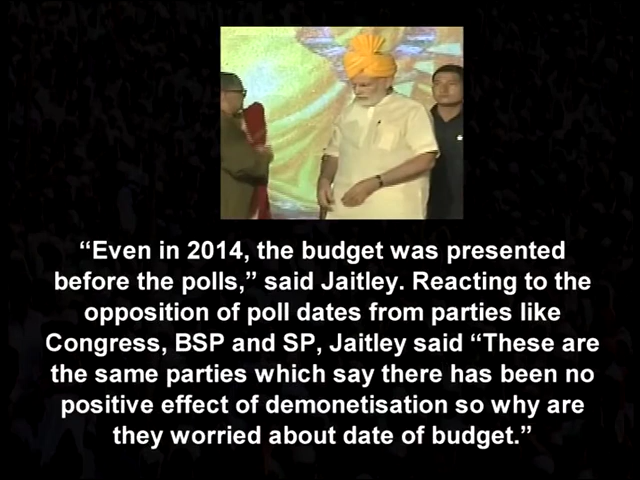 “Even in 2014, the budget was presented
before the polls,” said Jaitley. Reacting to the
opposition of poll dates from parties like
Congress, BSP and SP, Jaitley said “These are
the same parties which say there has been no
positive effect of demonetisation so why are
they worried about date of budget.”